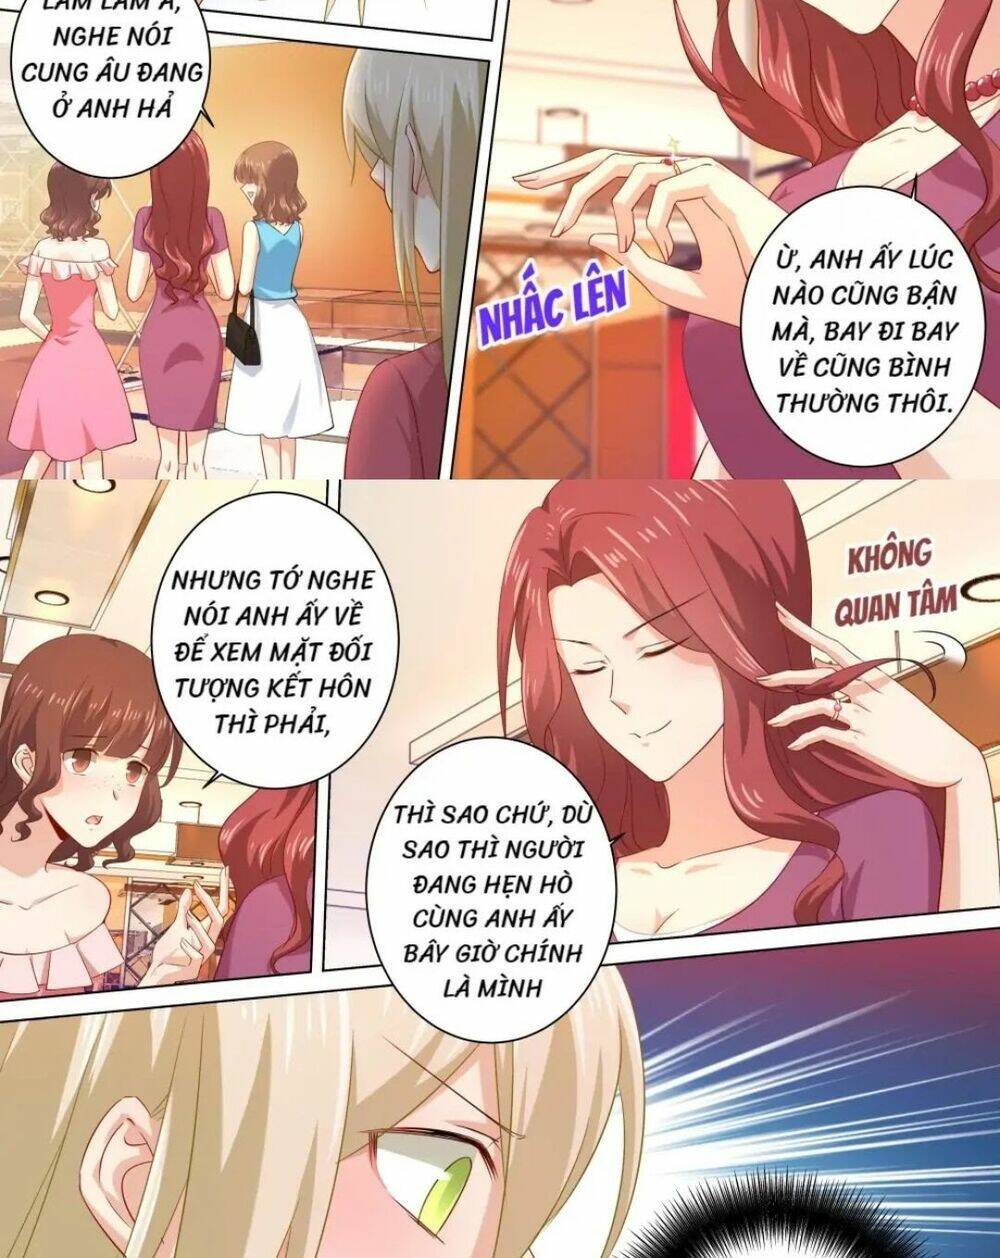 LÂM LÂM À,
NGHE NÓI
CUNG ÂU ĐANG
Ở ANH HẢ
NHẤC LÊN
Ừ, ANH ẤY LÚC
NÀO CŨNG BẬN
MÀ, BAY ĐI BAY
VỀ CŨNG BÌNH
THƯỜNG THÔI.
NHƯNG TỚ NGHE
NÓI ANH ẤY VỀ
ĐỂ XEM MẶT ĐỐI
TƯỢNG KẾT HÔN
THÌ PHẢI,
KHÔNG
QUAN TÂM
THÌ SAO CHỨ, DÙ
SAO THÌ NGƯỜI
ĐANG HẸN HÒ
CÙNG ANH ẤY
BÂY GIỜ CHÍNH
LÀ MÌNH